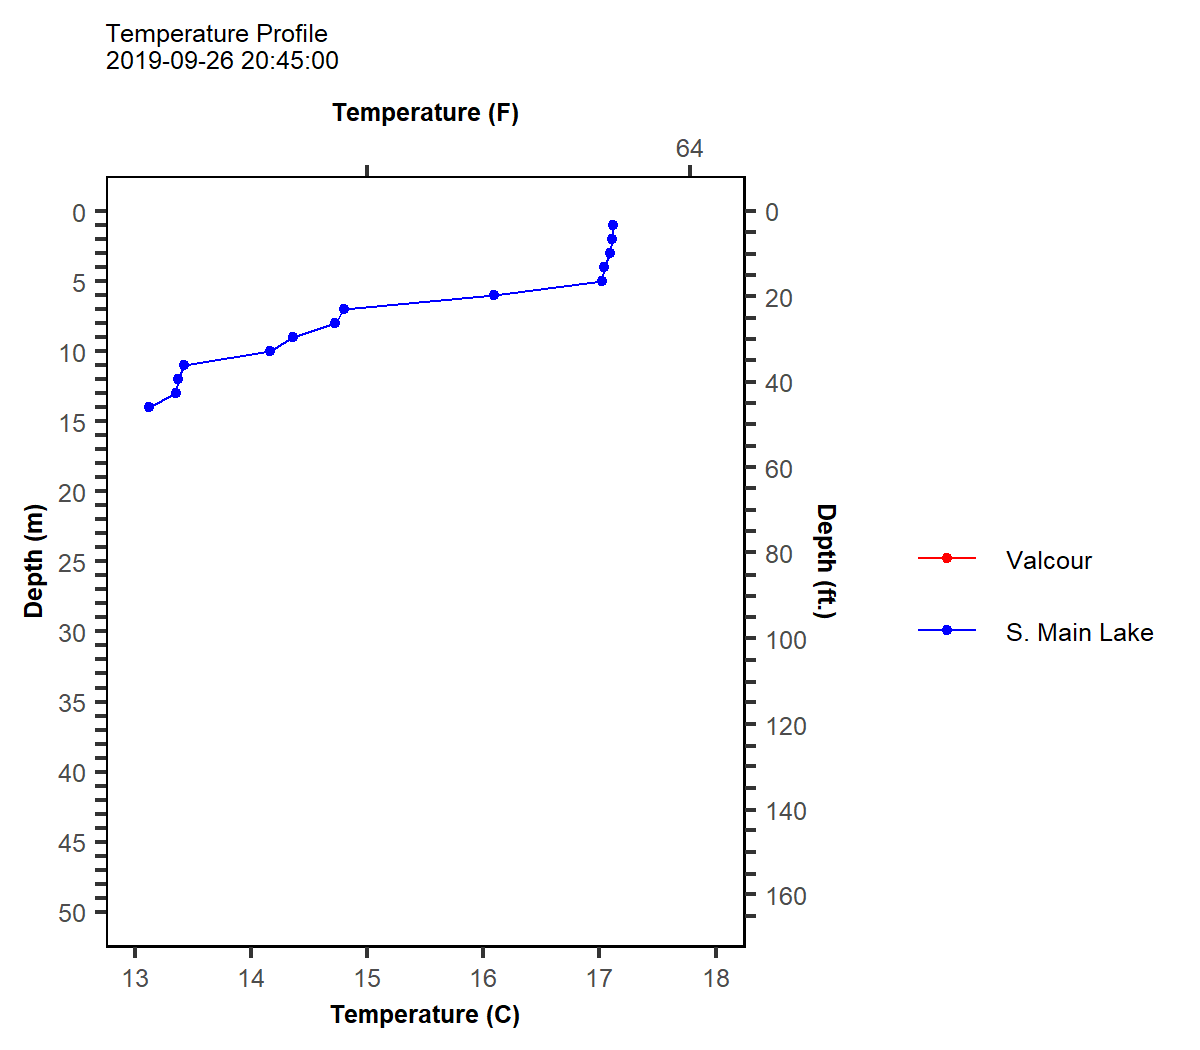 Temperature Profile
2019-09-26 20:45:00
Temperature (F)
64
0
5
10
15
20
25
30
35
40
45
50
Depth (m)
0
20
40
60
80
100
120
140
160
Depth (ft.)
13 14 15 16 17 18
Temperature (C)
Valcour
S. Main Lake